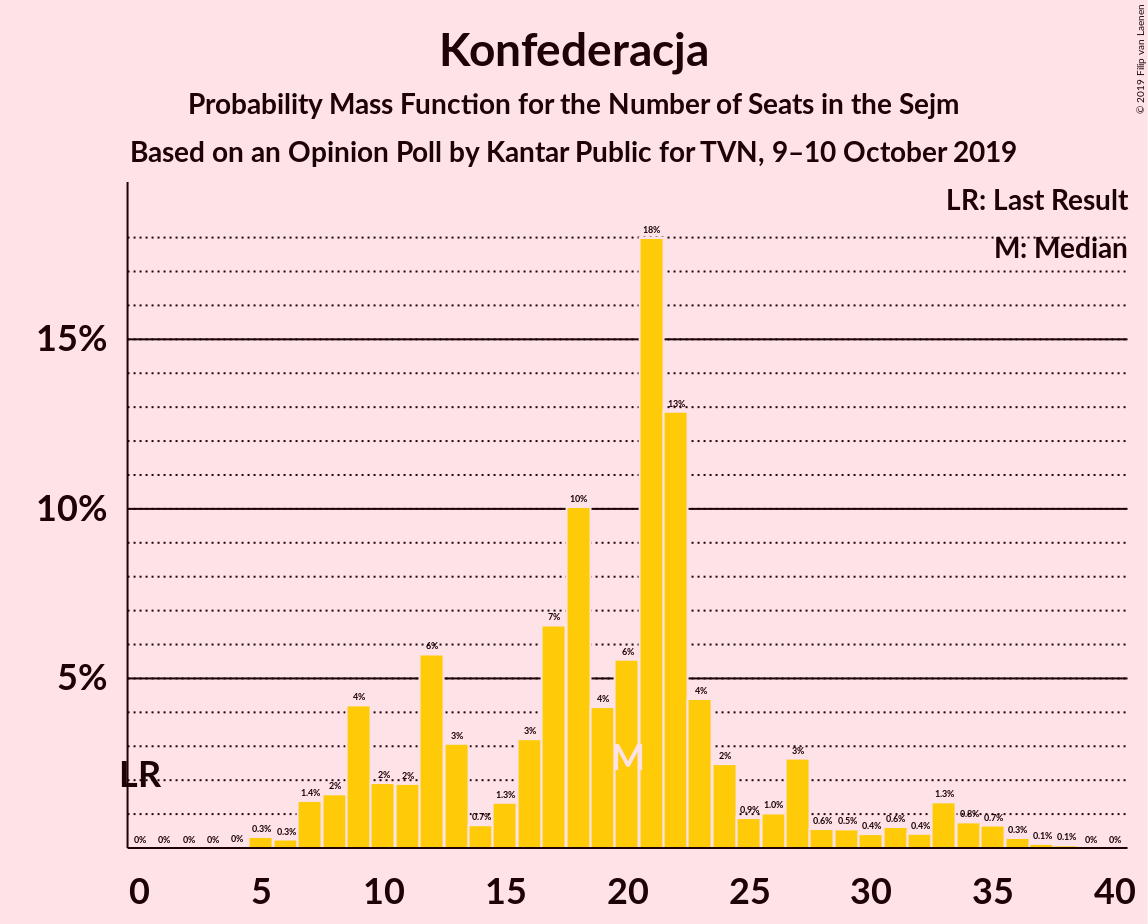 Konfederacja
Probability Mass Function for the Number of Seats in the Sejm
Based on an Opinion Poll by Kantar Public for TVN, 9–10 October 2019
© 2019 Filip van Laenen
LR: Last Result
M: Median
15%
10%
5%
LR
M
0% 0% 0% 0% 0% 0.3% 0.3% 1.4% 2% 4% 2% 2% 6% 3% 0.7% 1.3% 3% 7% 10% 4% 6% 18% 13% 4% 2% 0.9% 1.0% 3% 0.6% 0.5% 0.4% 0.6% 0.4% 1.3% 0.8% 0.7% 0.3% 0.1% 0.1% 0% 0%
0 5 10 15 20 25 30 35 40